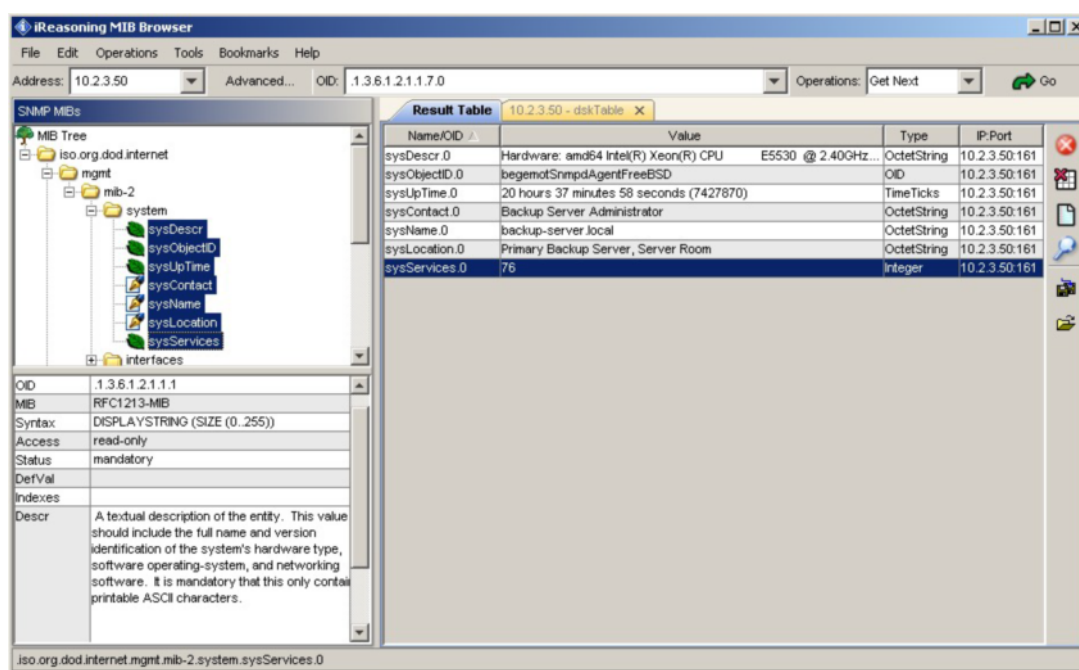 iReasoning MIB Browser
File Edit Operations Tools Bookmarks Help
Address: 10.2.3.50 Advanced... OID: .1.3.6.1.2.1.1.7.0 Operations: Get Next Go
SNMP MIBs
MIB Tree
iso.org.dod.internet
mgmt
mib-2
system
sysDescr
sysObjectID
sysUpTime
sysContact
sysName
sysLocation
sysServices
interfaces
OID .1.3.6.1.2.1.1.1
MIB RFC1213-MIB
Syntax DISPLAYSTRING (SIZE (0..255))
Access read-only
Status mandatory
DefVal
Indexes
Descr A textual description of the entity. This value
should include the full name and version
identification of the system's hardware type,
software operating-system, and networking
software. It is mandatory that this only contain
printable ASCII characters.
Result Table 10.2.3.50 - dskTable
Name/OID Value Type IP:Port
sysDescr.0 Hardware: amd64 Intel(R) Xeon(R) CPU E5530 @ 2.40GHz... OctetString 10.2.3.50:161
sysObjectID.0 begemotSnmpdAgentFreeBSD OID 10.2.3.50:161
sysUpTime.0 20 hours 37 minutes 58 seconds (7427870) TimeTicks 10.2.3.50:161
sysContact.0 Backup Server Administrator OctetString 10.2.3.50:161
sysName.0 backup-server.local OctetString 10.2.3.50:161
sysLocation.0 Primary Backup Server, Server Room OctetString 10.2.3.50:161
sysServices.0 76 Integer 10.2.3.50:161
.iso.org.dod.internet.mgmt.mib-2.system.sysServices.0